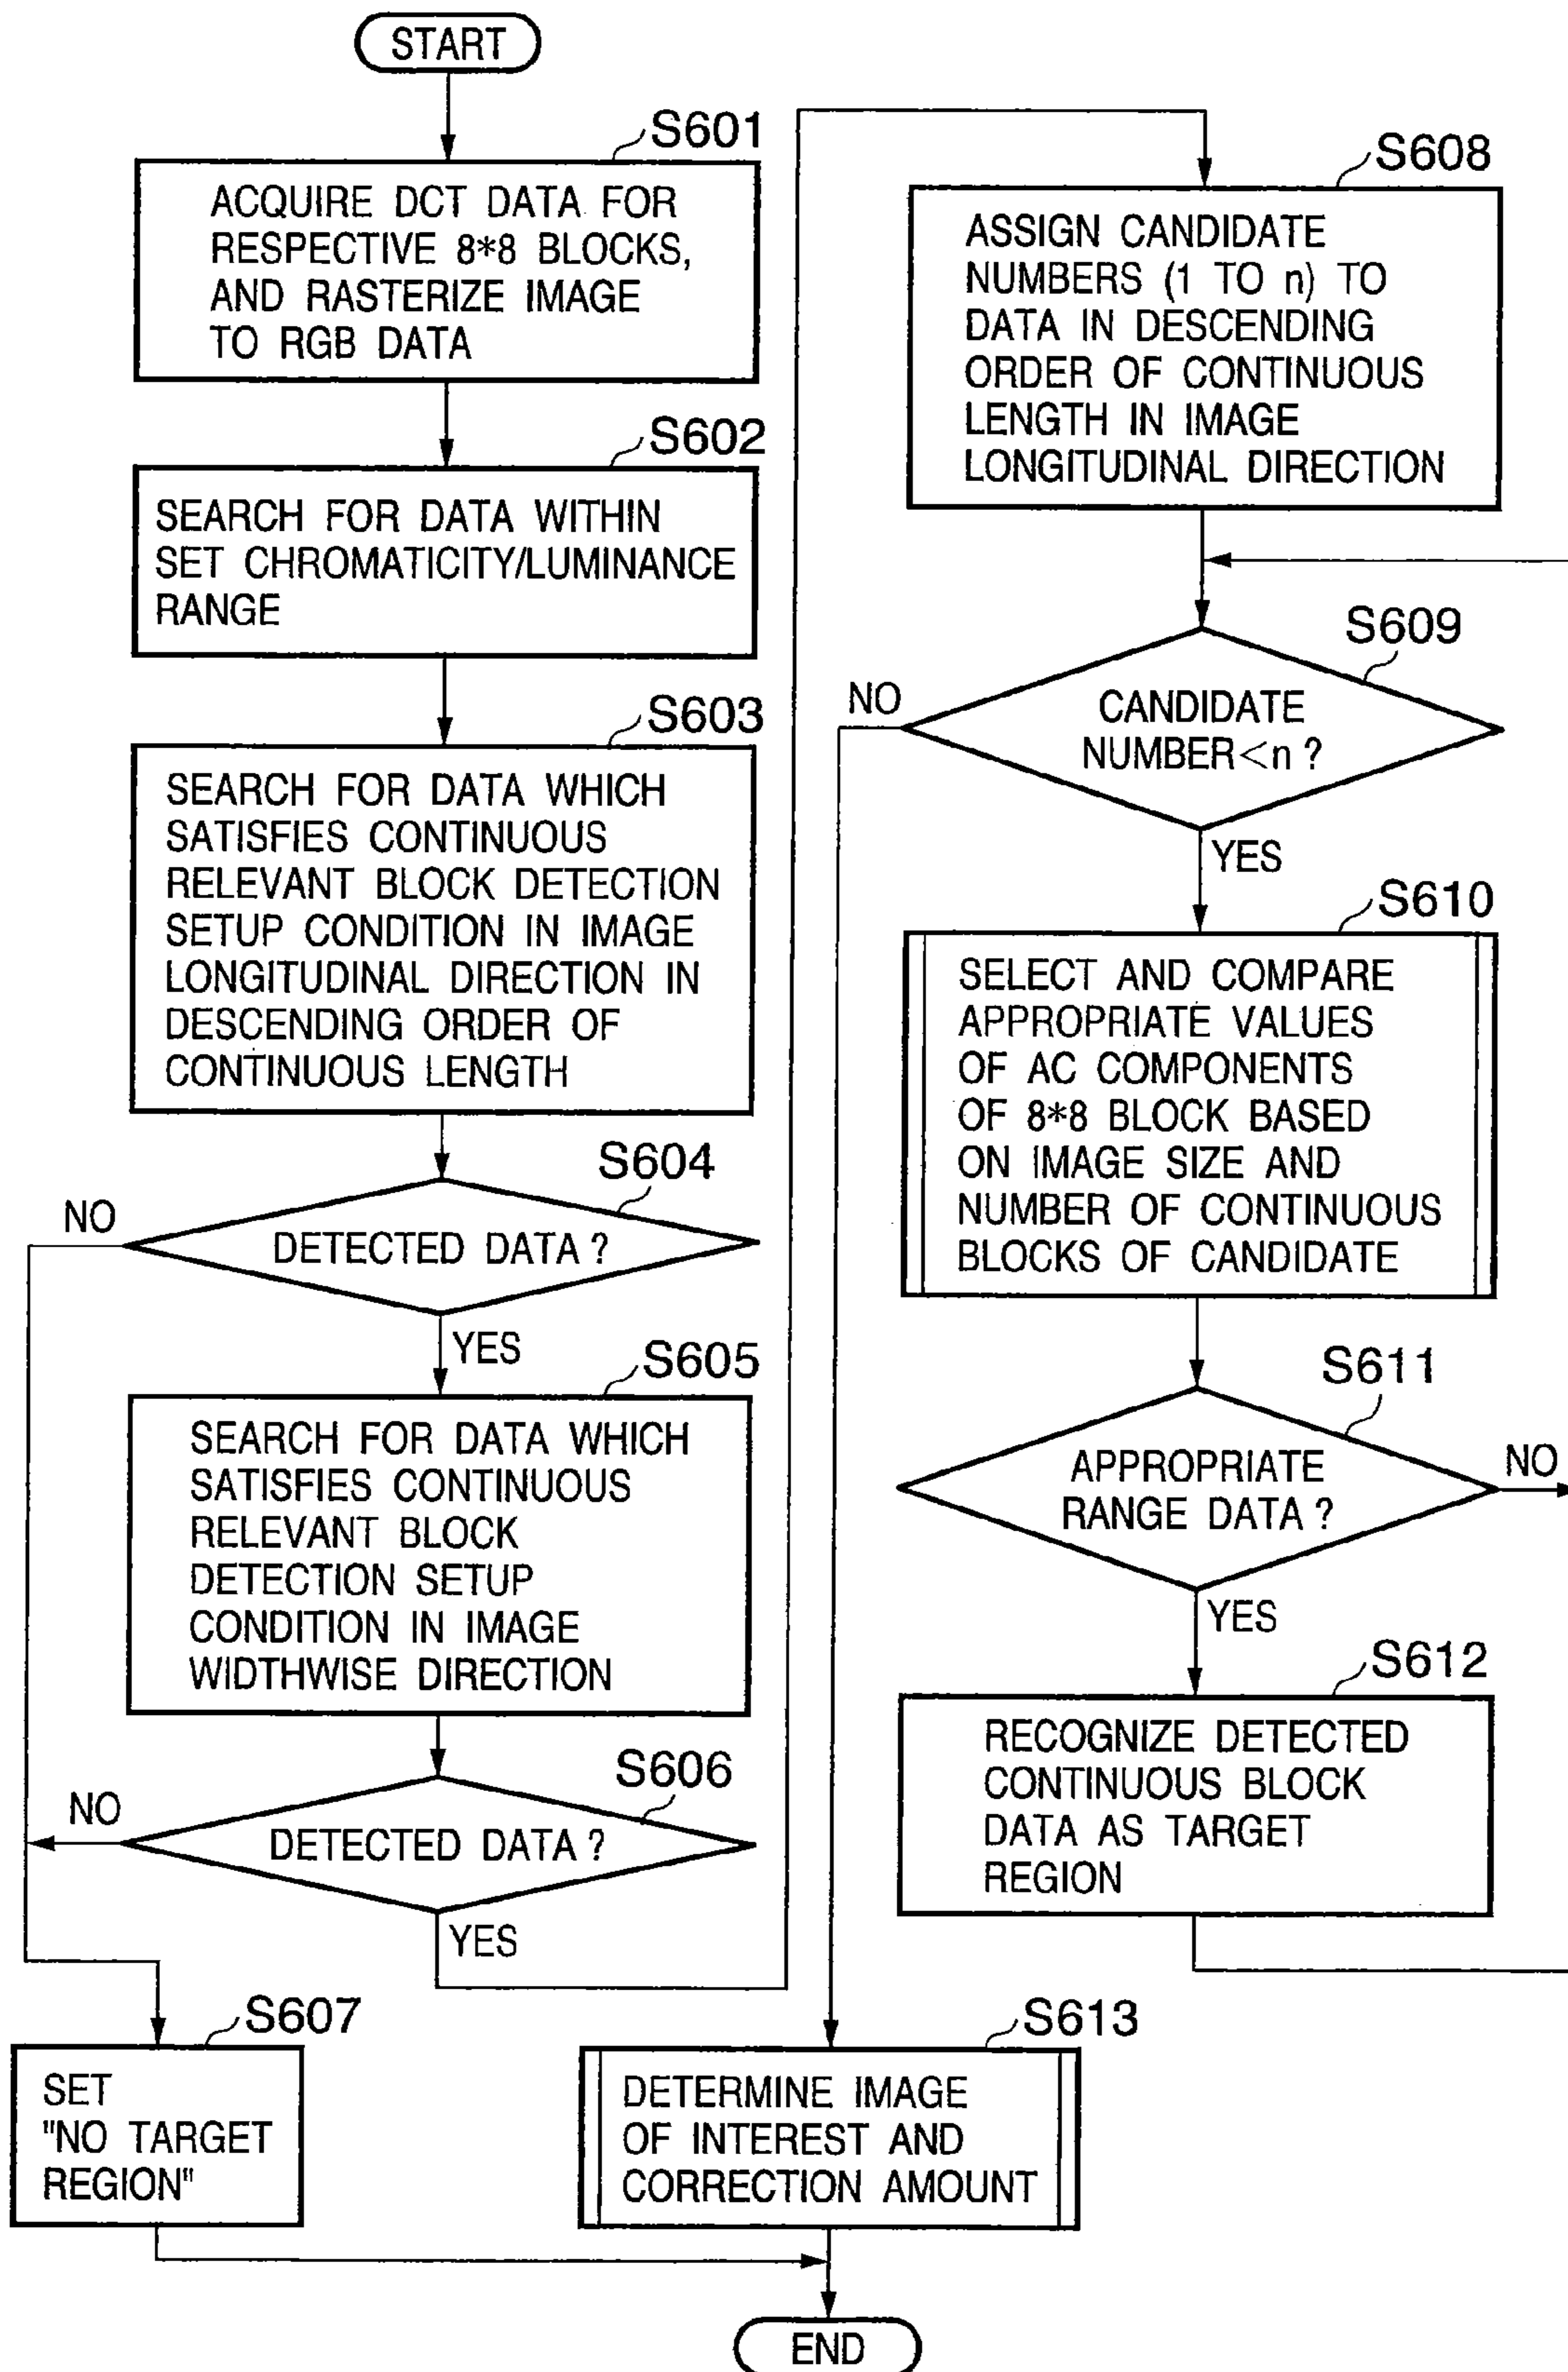 START
S601
ACQUIRE DCT DATA FOR
RESPECTIVE 8*8 BLOCKS,
AND RASTERIZE IMAGE
TO RGB DATA
S602
SEARCH FOR DATA WITHIN
SET CHROMATICITY/LUMINANCE
RANGE
S603
SEARCH FOR DATA WHICH
SATISFIES CONTINUOUS
RELEVANT BLOCK DETECTION
SETUP CONDITION IN IMAGE
LONGITUDINAL DIRECTION IN
DESCENDING ORDER OF
CONTINUOUS LENGTH
S604
NO
DETECTED DATA?
YES
S605
SEARCH FOR DATA WHICH
SATISFIES CONTINUOUS
RELEVANT BLOCK
DETECTION SETUP
CONDITION IN IMAGE
WIDTHWISE DIRECTION
S606
NO
DETECTED DATA?
YES
S607
SET
"NO TARGET
REGION"
S608
ASSIGN CANDIDATE
NUMBERS (1 TO n) TO
DATA IN DESCENDING
ORDER OF CONTINUOUS
LENGTH IN IMAGE
LONGITUDINAL DIRECTION
S609
NO
CANDIDATE
NUMBER<n?
YES
S610
SELECT AND COMPARE
APPROPRIATE VALUES
OF AC COMPONENTS
OF 8*8 BLOCK BASED
ON IMAGE SIZE AND
NUMBER OF CONTINUOUS
BLOCKS OF CANDIDATE
S611
APPROPRIATE
RANGE DATA?
NO
YES
S612
RECOGNIZE DETECTED
CONTINUOUS BLOCK
DATA AS TARGET
REGION
S613
DETERMINE IMAGE
OF INTEREST AND
CORRECTION AMOUNT
END